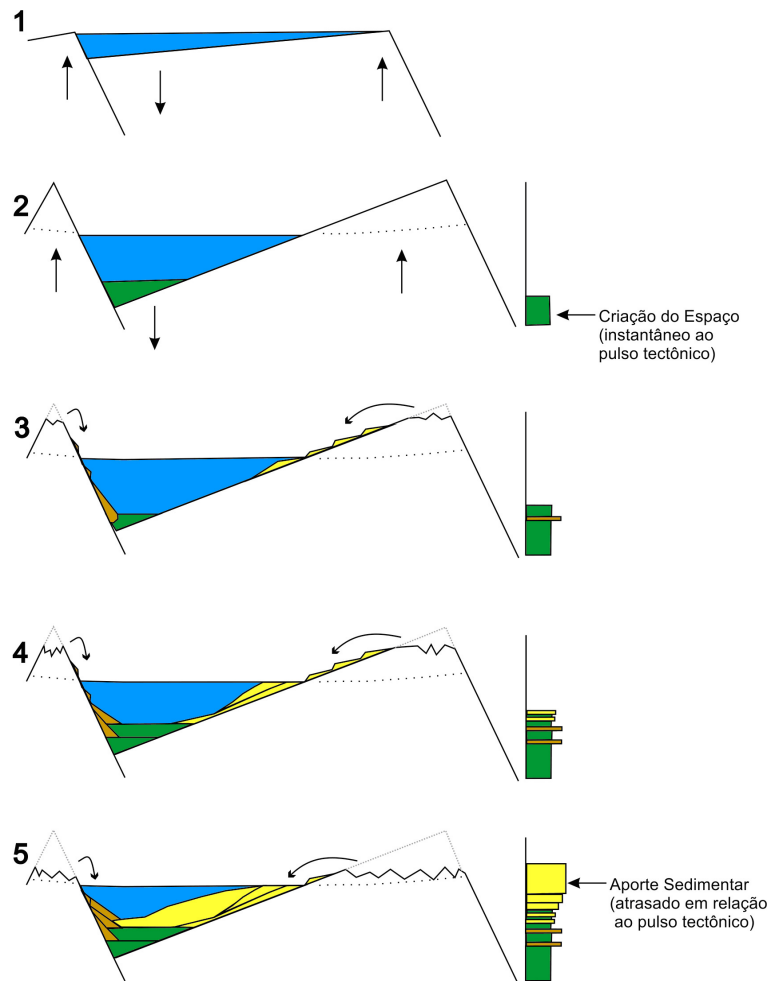 1
2
Criação do Espaço
(instantâneo ao
pulso tectônico)
3
4
5
Aporte Sedimentar
(atrasado em relação
ao pulso tectônico)